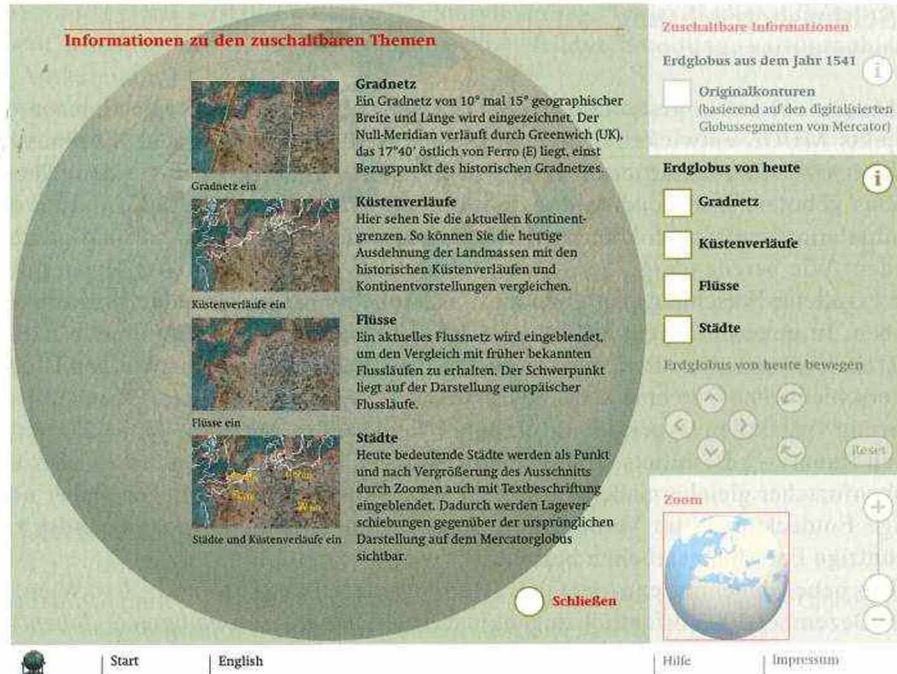 Informationen zu den zuschaltbaren Themen
Gradnetz
Ein Gradnetz von 10° mal 15° geographischer
Breite und Länge wird eingezeichnet. Der
Null-Meridian verläuft durch Greenwich (UK),
das 17°40' östlich von Ferro (E) liegt, einst
Bezugspunkt des historischen Gradnetzes.
Gradnetz ein
Küstenverläufe
Hier sehen Sie die aktuellen Kontinent-
grenzen. So können Sie die heutige
Ausdehnung der Landmassen mit den
historischen Küstenverläufen und
Kontinentvorstellungen vergleichen.
Küstenverläufe ein
Flüsse
Ein aktuelles Flussnetz wird eingeblendet,
um den Vergleich mit früher bekannten
Flussläufen zu erhalten. Der Schwerpunkt
liegt auf der Darstellung europäischer
Flussläufe.
Flüsse ein
Städte
Heute bedeutende Städte werden als Punkt
und nach Vergrößerung des Ausschnitts
durch Zoomen auch mit Textbeschriftung
eingeblendet. Dadurch werden Lagever-
schiebungen gegenüber der ursprünglichen
Darstellung auf dem Mercatorglobus
sichtbar.
Städte und Küstenverläufe ein
Schließen
Zuschaltbare Informationen
Erdglobus aus dem Jahr 1541
i
Originalkonturen
(basierend auf den digitalisierten
Globussegmenten von Mercator)
Erdglobus von heute
i
Gradnetz
Küstenverläufe
Flüsse
Städte
Erdglobus von heute bewegen
Reset
Zoom
+
−
Start
English
Hilfe
Impressum